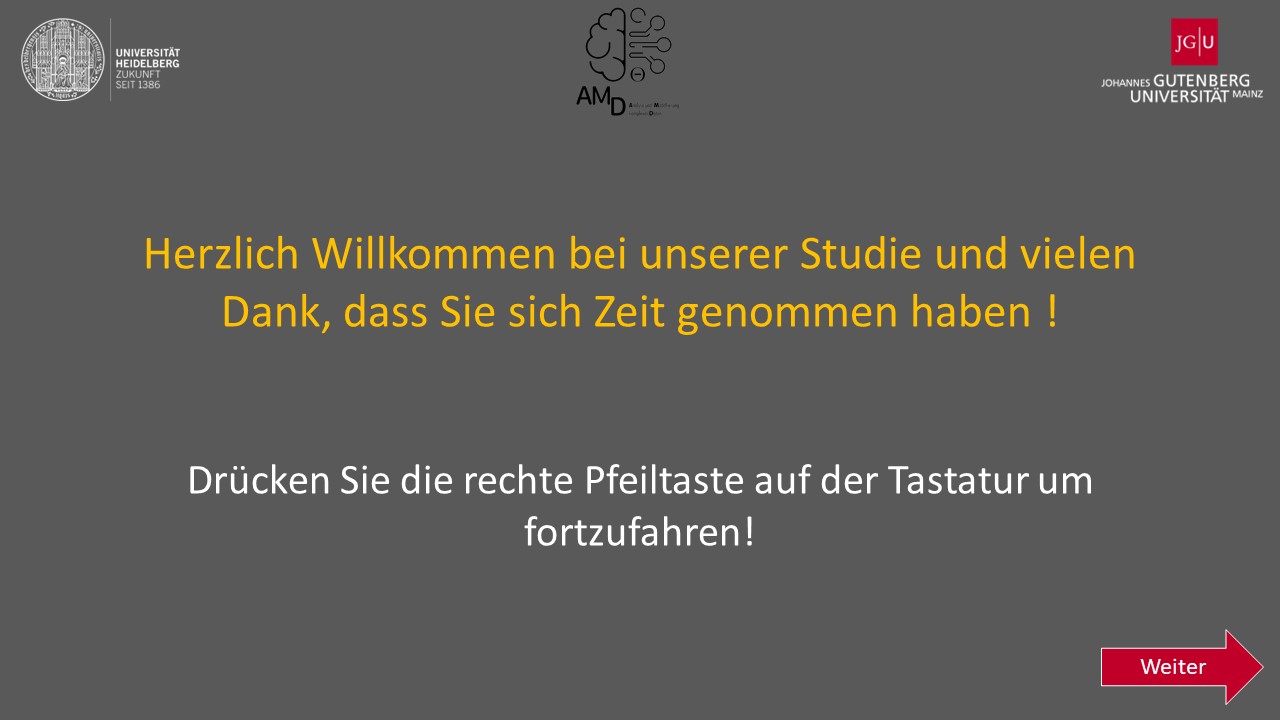 UNIVERSITÄT
HEIDELBERG
ZUKUNFT
SEIT 1386
AMD
JG|U
JOHANNES GUTENBERG
UNIVERSITÄT MAINZ
Herzlich Willkommen bei unserer Studie und vielen
Dank, dass Sie sich Zeit genommen haben !
Drücken Sie die rechte Pfeiltaste auf der Tastatur um
fortzufahren!
Weiter